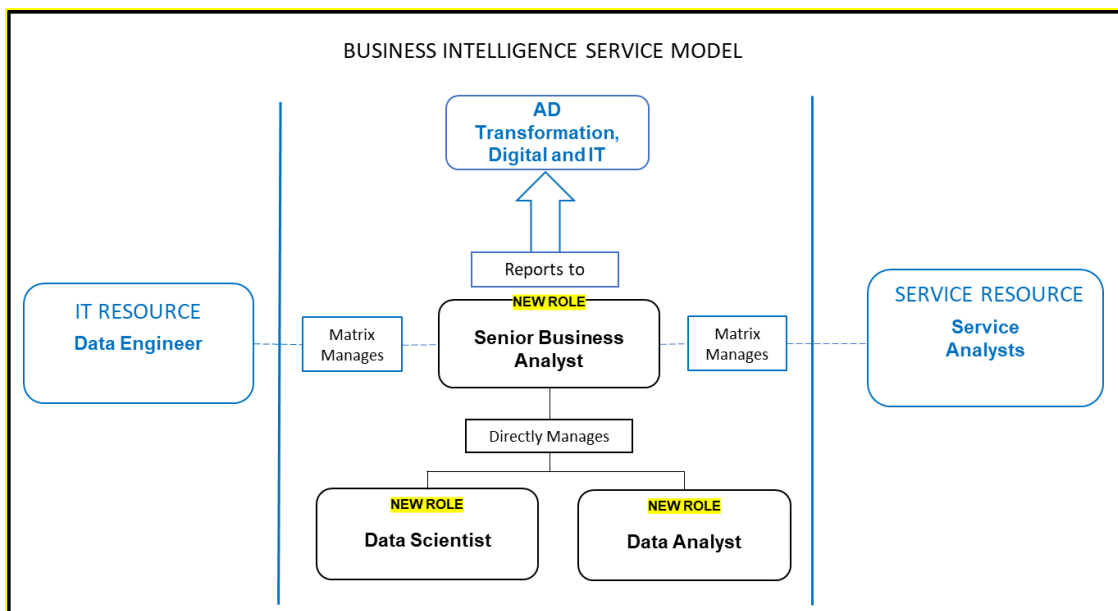 BUSINESS INTELLIGENCE SERVICE MODEL
AD
Transformation,
Digital and IT
Reports to
IT RESOURCE
Data Engineer
Matrix
Manages
NEW ROLE
Senior Business
Analyst
Matrix
Manages
SERVICE RESOURCE
Service
Analysts
Directly Manages
NEW ROLE
Data Scientist
NEW ROLE
Data Analyst